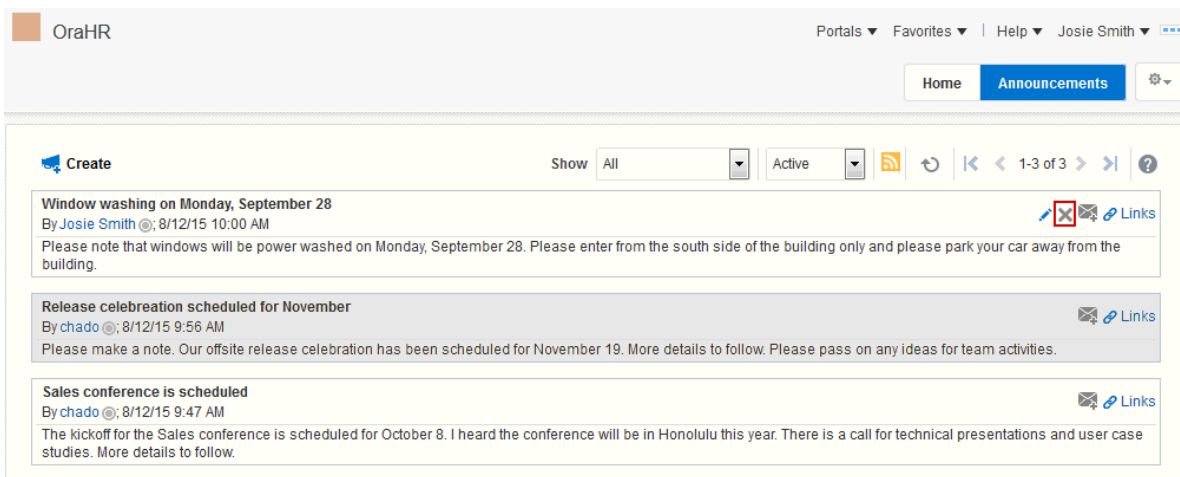 OraHR
Portals Favorites | Help Josie Smith
Home Announcements
Create Show All Active 1-3 of 3 ?
Window washing on Monday, September 28
By Josie Smith ; 8/12/15 10:00 AM
Links
Please note that windows will be power washed on Monday, September 28. Please enter from the south side of the building only and please park your car away from the
building.
Release celebreation scheduled for November
By chado ; 8/12/15 9:56 AM
Links
Please make a note. Our offsite release celebration has been scheduled for November 19. More details to follow. Please pass on any ideas for team activities.
Sales conference is scheduled
By chado ; 8/12/15 9:47 AM
Links
The kickoff for the Sales conference is scheduled for October 8. I heard the conference will be in Honolulu this year. There is a call for technical presentations and user case
studies. More details to follow.